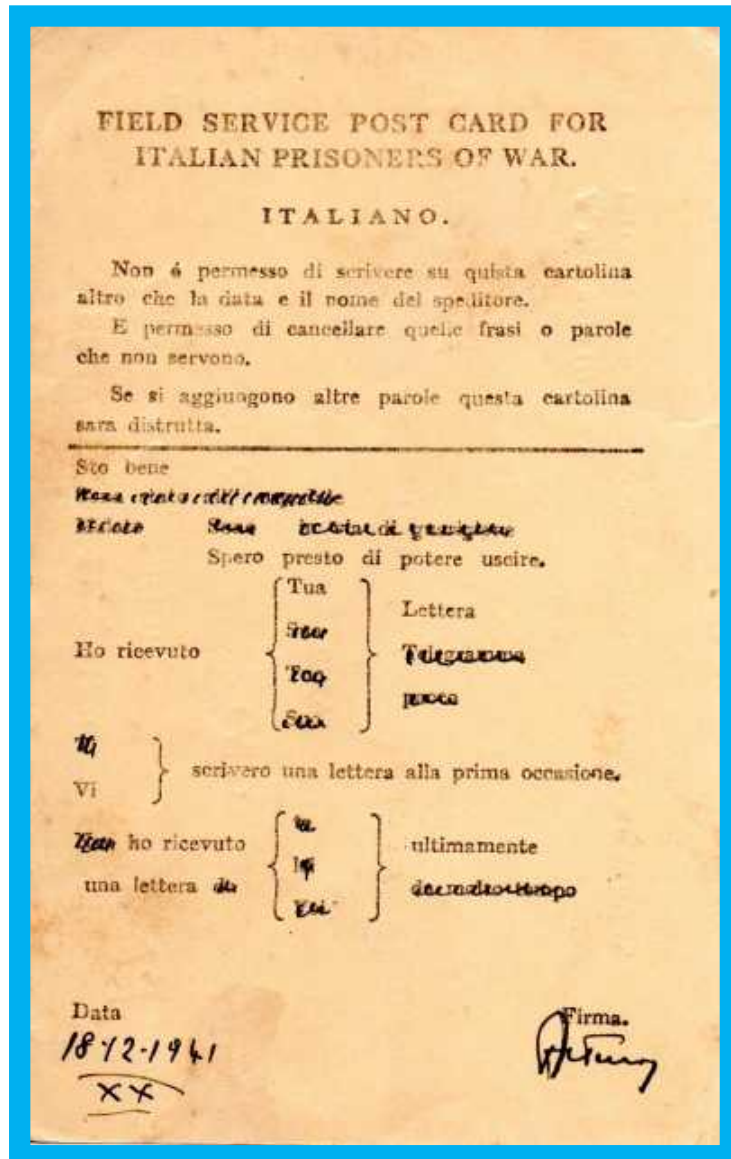 FIELD SERVICE POST CARD FOR
ITALIAN PRISONERS OF WAR.
ITALIANO.
Non é permesso di scrivere su quista cartolina
altro che la data e il nome del speditore.
E permesso di cancellare quelle frasi o parole
che non servono.
Se si aggiungono altre parole questa cartolina
sara distrutta.
Sto bene
Spero presto di potere uscire.
Tua
Lettera
Ho ricevuto
Telegramma
Vi
scrivero una lettera alla prima occasione.
ho ricevuto
ultimamente
una lettera
Data
Firma.
18-12-1941
XX